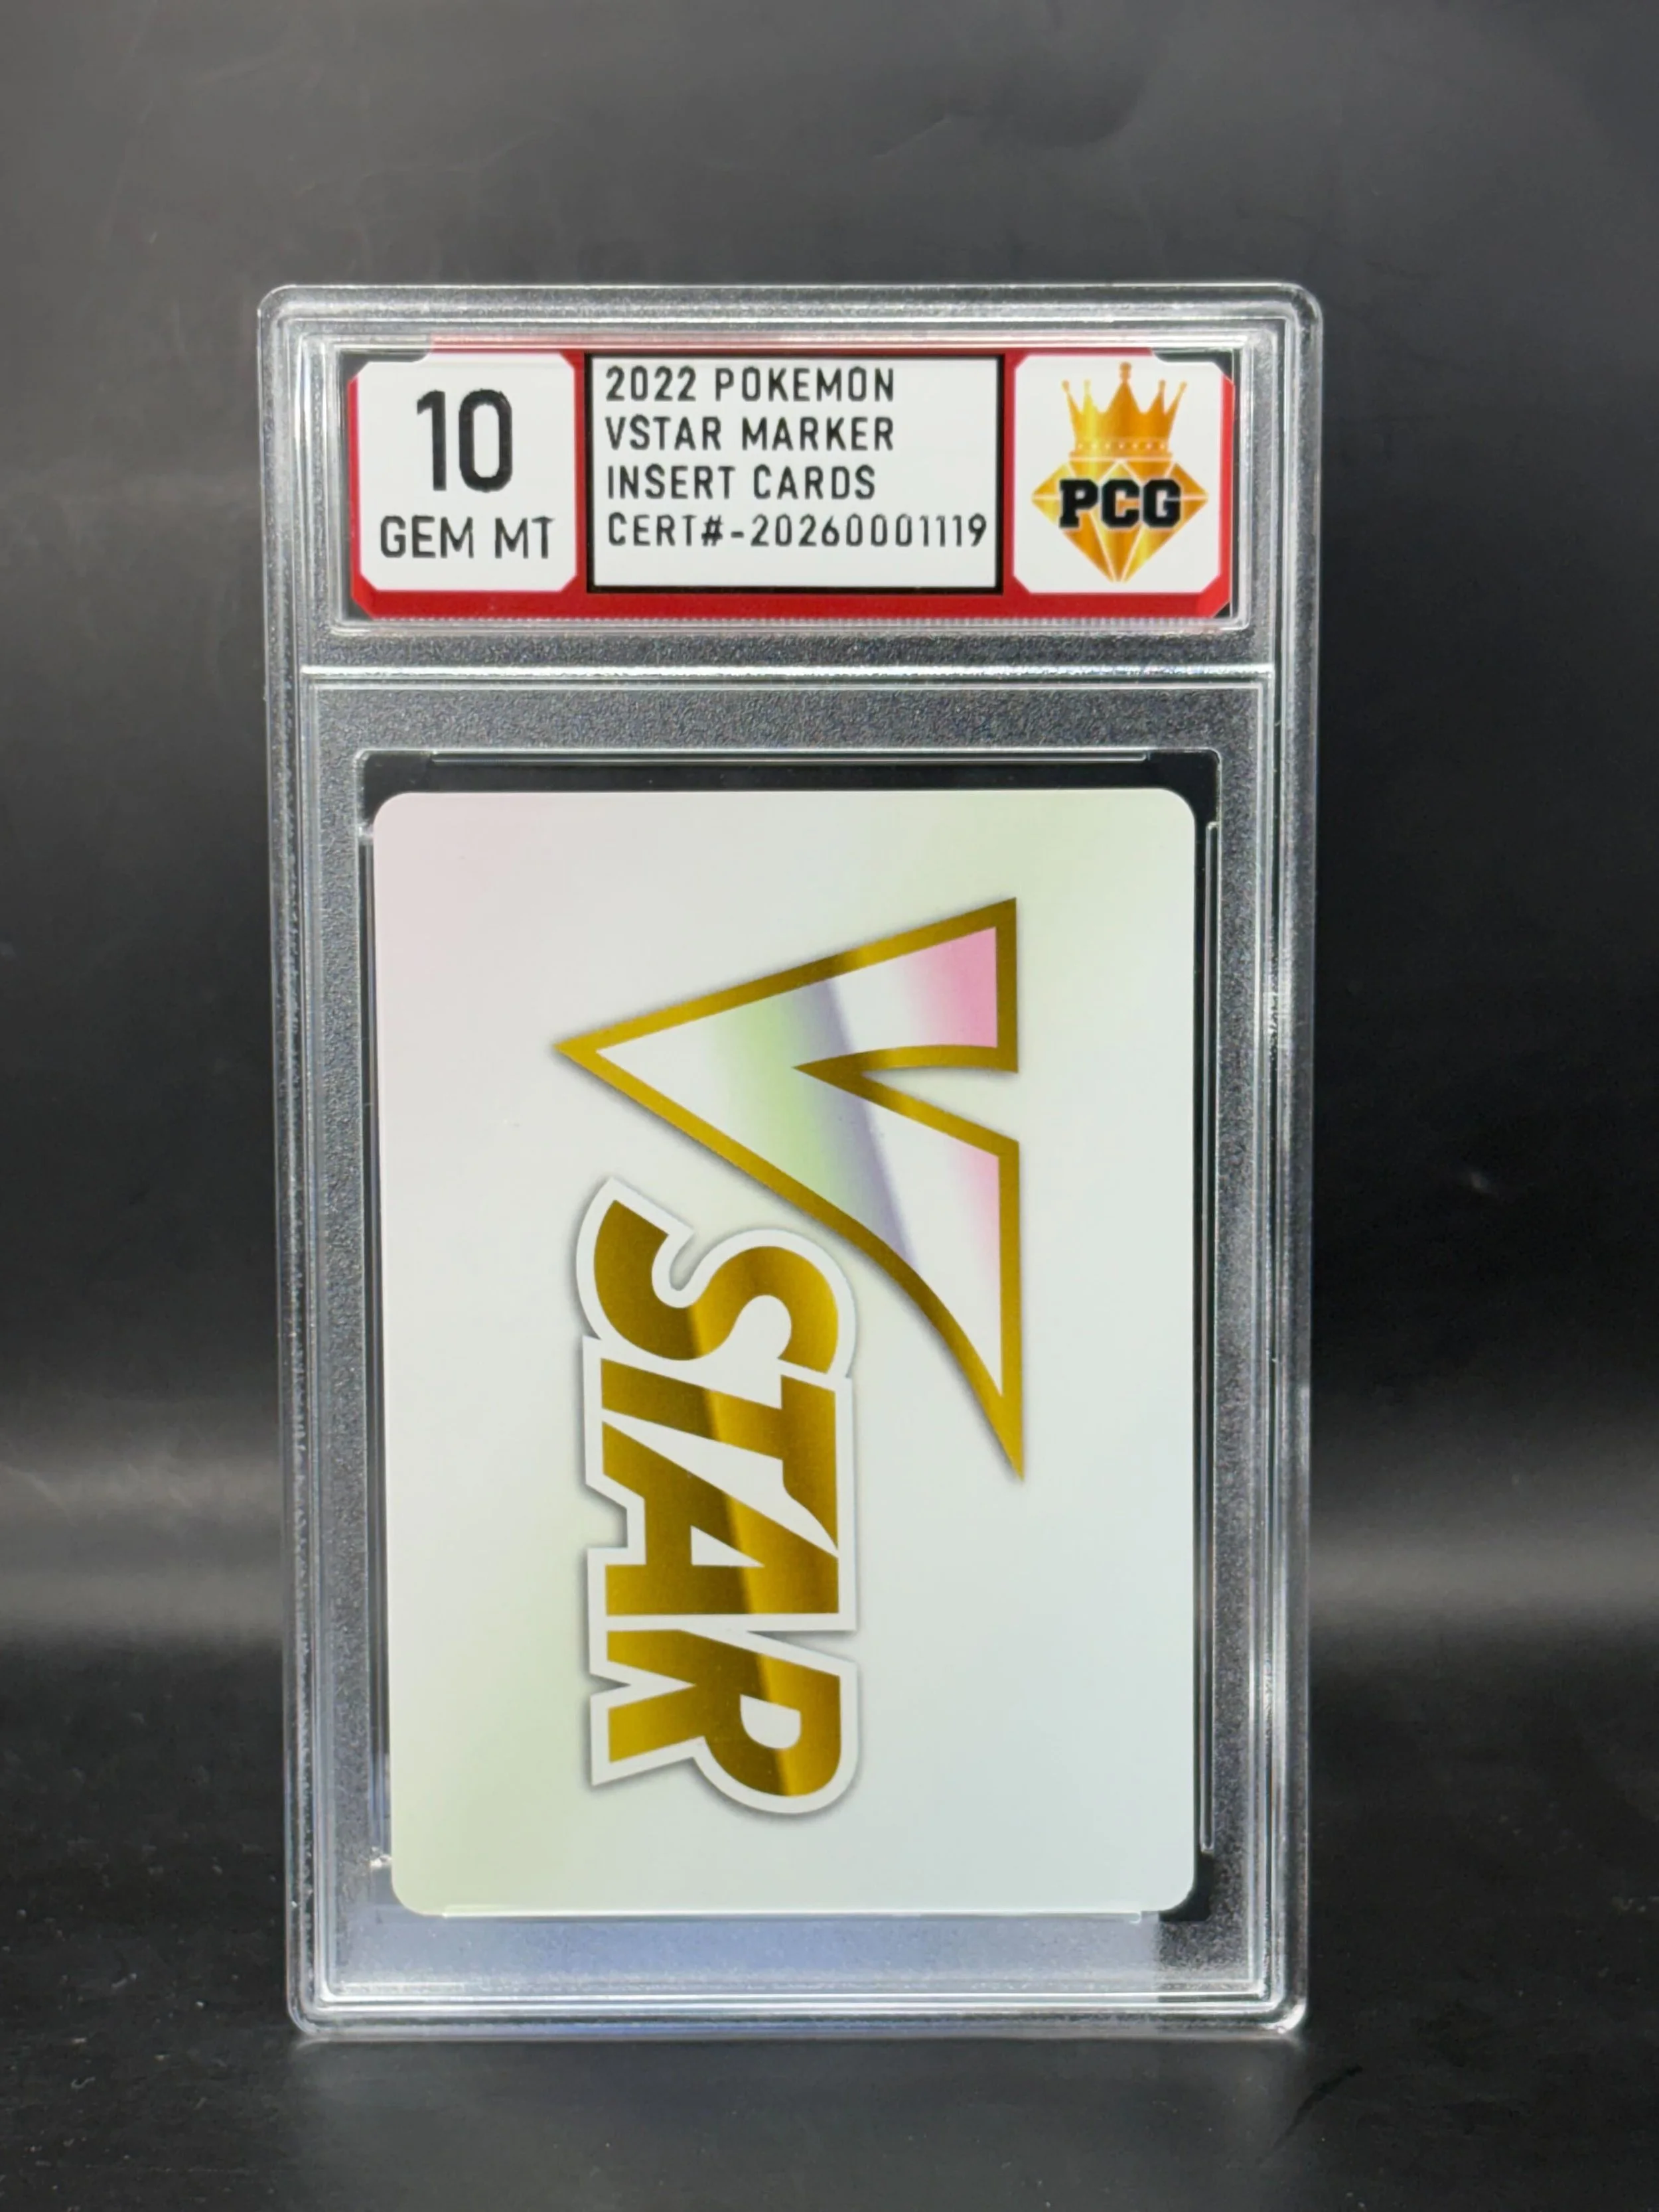 10
GEM MT
2022 POKEMON
VSTAR MARKER
INSERT CARDS
CERT#-20260001119
PCG
V
STAR